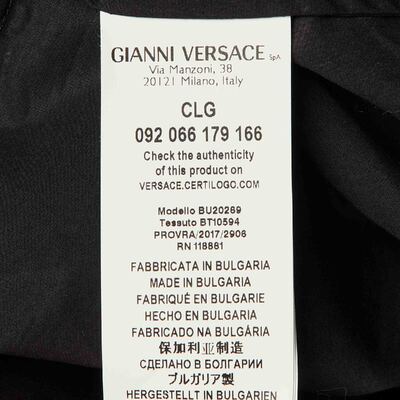 GIANNI VERSACE SpA
Via Manzoni, 38
20121 Milano, Italy
CLG
092 066 179 166
Check the authenticity
of this product on
VERSACE.CERTILOGO.COM
Modello BU20269
Tessuto BT10594
PROVRA/2017/2906
RN 118861
FABBRICATA IN BULGARIA
MADE IN BULGARIA
FABRIQUÉ EN BULGARIE
HECHO EN BULGARIA
FABRICADO NA BULGÁRIA
保加利亚制造
СДЕЛАНО В БОЛГАРИИ
ブルガリア製
HERGESTELLT IN BULGARIEN